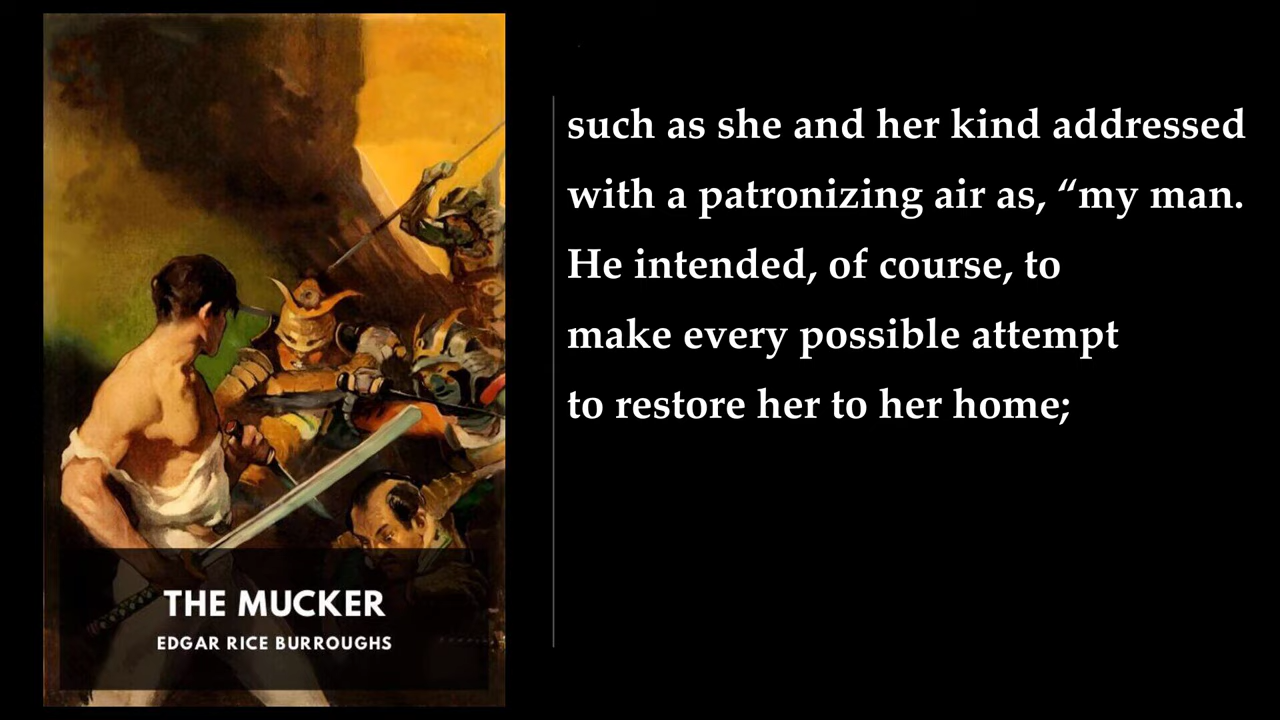 THE MUCKER
EDGAR RICE BURROUGHS
such as she and her kind addressed
with a patronizing air as, “my man.
He intended, of course, to
make every possible attempt
to restore her to her home;